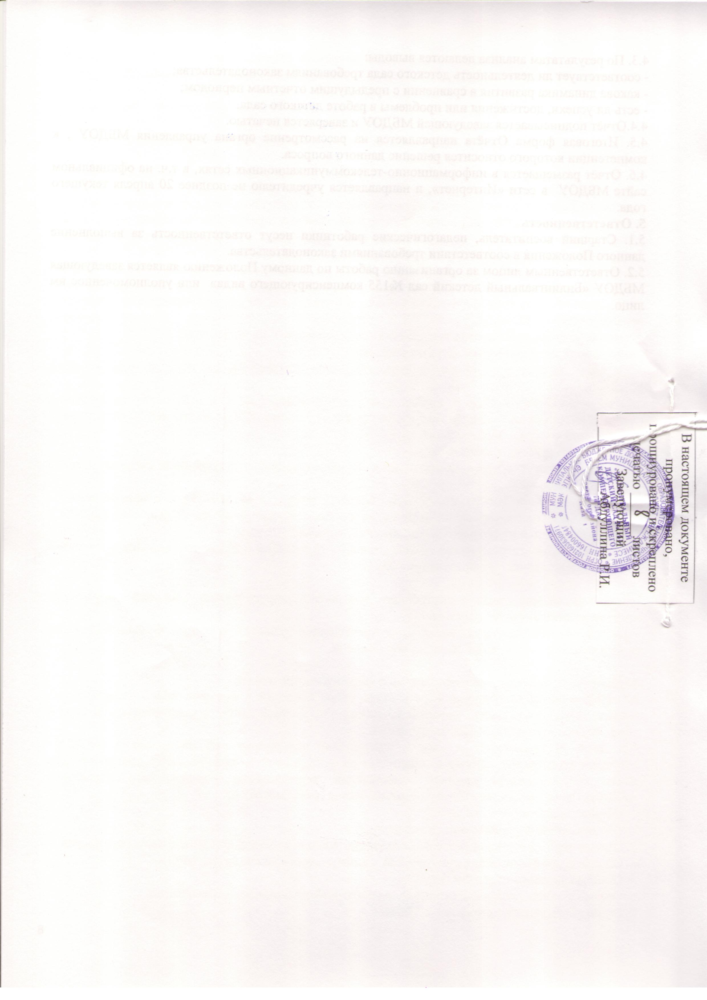 В настоящем документе
пронумеровано,
прошнуровано и скреплено
печатью 8 листов
Заведующий
Абдуллина Р.И.
4.3. По результатам анализа делаются выводы:
- соответствует ли деятельность детского сада требованиям законодательства;
- какова динамика развития в сравнении с предыдущим отчетным периодом;
- есть ли успехи, достижения или проблемы в работе детского сада.
4.4.Отчёт подписывается заведующей МБДОУ и заверяется печатью.
4.5. Итоговая форма Отчёта направляется на рассмотрение органа управления МБДОУ , к
компетенции которого относится решение данного вопроса.
4.6. Отчёт размещается в информационно-телекоммуникационных сетях, в т.ч. на официальном
сайте МБДОУ в сети «Интернет», и направляется учредителю не позднее 20 апреля текущего
года.
5. Ответственность
5.1. Старший воспитатель, педагогические работники несут ответственность за выполнение
данного Положения в соответствии требованиями законодательства.
5.2. Ответственным лицом за организацию работы по данному Положению является заведующая
МБДОУ «Билингвальный детский сад №155 компенсирующего вида» или уполномоченное им
лицо.
8